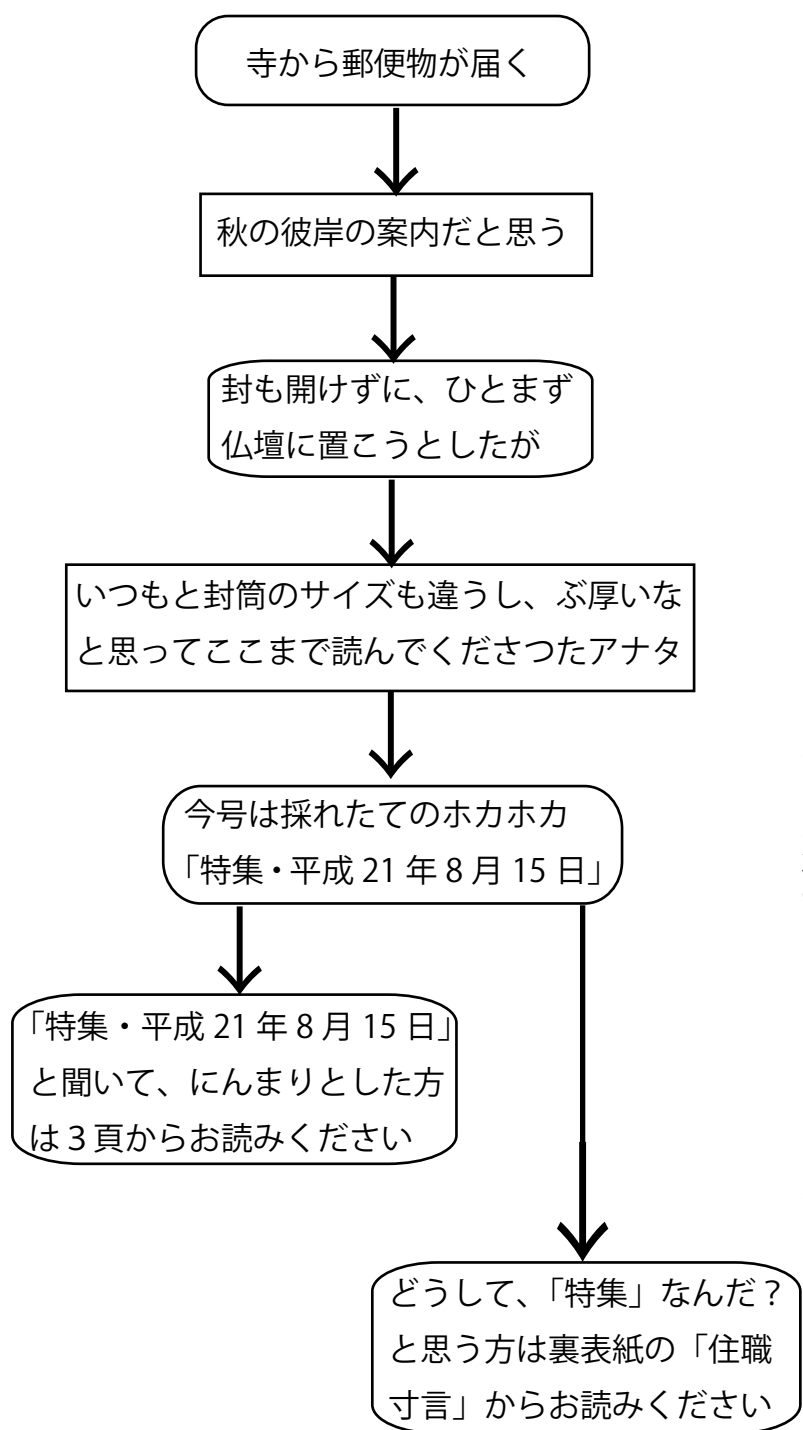 寺から郵便物が届く
秋の彼岸の案内だと思う
封も開けずに、ひとまず
仏壇に置こうとしたが
いつもと封筒のサイズも違うし、ぶ厚いな
と思ってここまで読んでくださつたアナタ
今号は採れたてのホカホカ
「特集・平成 21 年 8 月 15 日」
「特集・平成 21 年 8 月 15 日」
と聞いて、にんまりとした方
は３頁からお読みください
どうして、「特集」なんだ？
と思う方は裏表紙の「住職
寸言」からお読みください